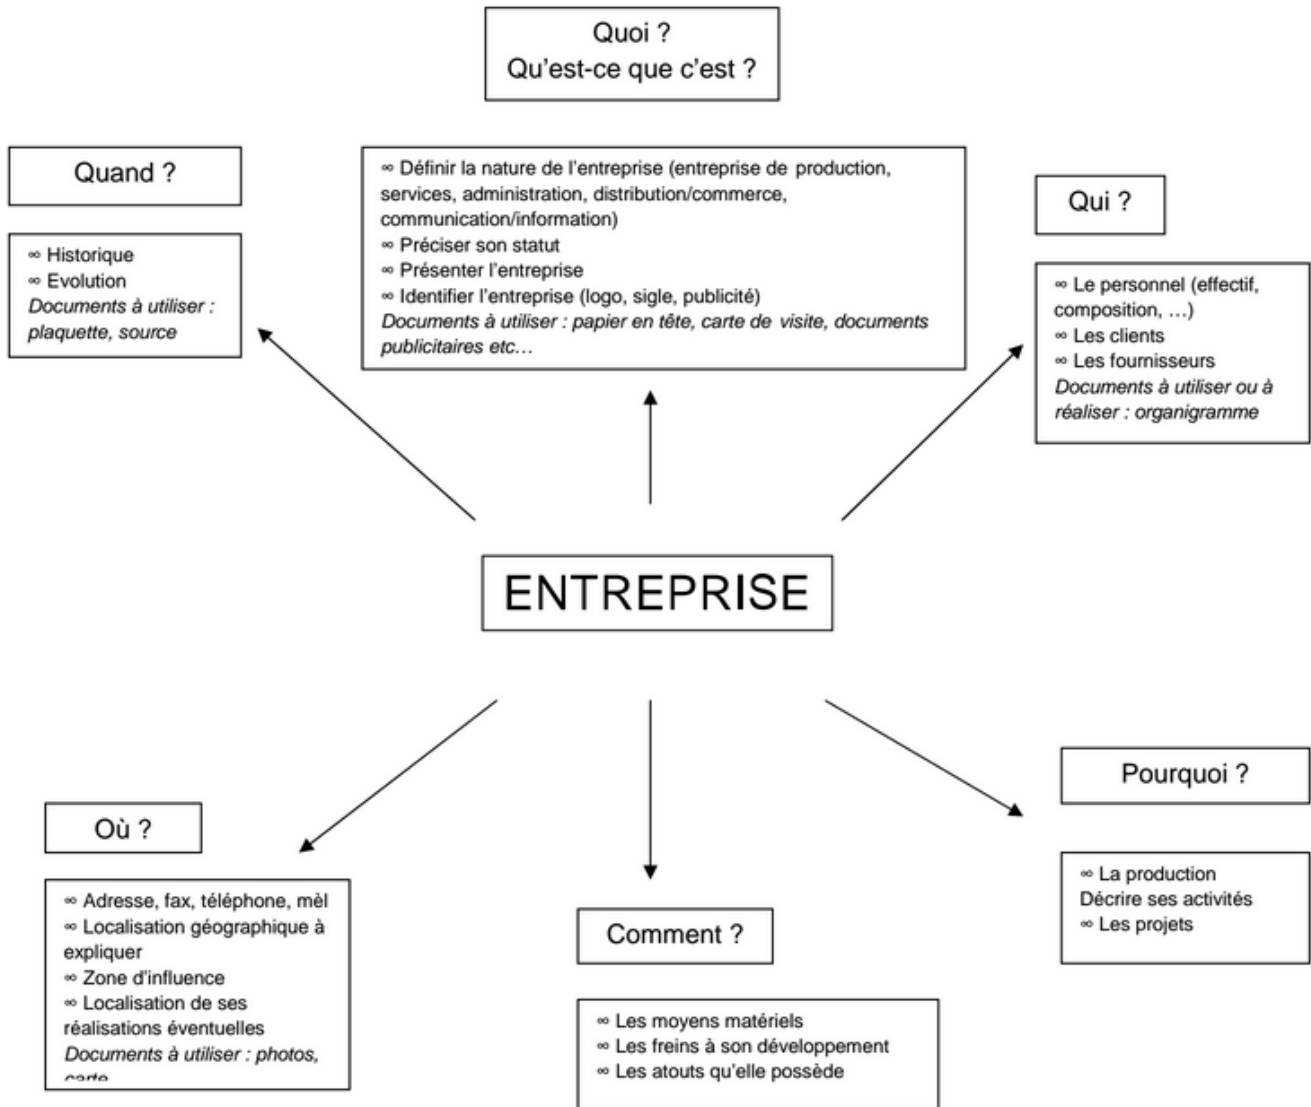 Quoi ?
Qu'est-ce que c'est ?
Quand ?
∞ Historique
∞ Evolution
Documents à utiliser :
plaquette, source
∞ Définir la nature de l'entreprise (entreprise de production,
services, administration, distribution/commerce,
communication/information)
∞ Préciser son statut
∞ Présenter l'entreprise
∞ Identifier l'entreprise (logo, sigle, publicité)
Documents à utiliser : papier en tête, carte de visite, documents
publicitaires etc…
Qui ?
∞ Le personnel (effectif,
composition, …)
∞ Les clients
∞ Les fournisseurs
Documents à utiliser ou à
réaliser : organigramme
ENTREPRISE
Où ?
∞ Adresse, fax, téléphone, mèl
∞ Localisation géographique à
expliquer
∞ Zone d'influence
∞ Localisation de ses
réalisations éventuelles
Documents à utiliser : photos,
carte
Comment ?
∞ Les moyens matériels
∞ Les freins à son développement
∞ Les atouts qu'elle possède
Pourquoi ?
∞ La production
Décrire ses activités
∞ Les projets